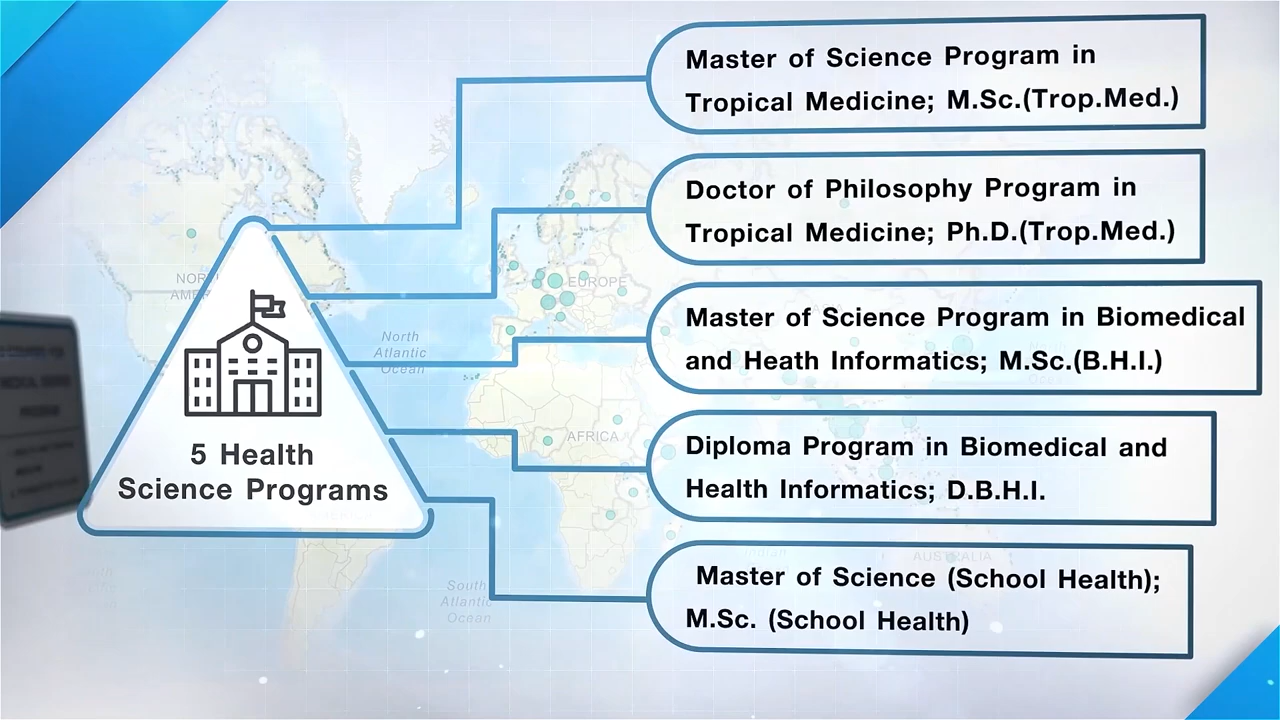 Master of Science Program in
Tropical Medicine; M.Sc.(Trop.Med.)
Doctor of Philosophy Program in
Tropical Medicine; Ph.D.(Trop.Med.)
Master of Science Program in Biomedical
and Heath Informatics; M.Sc.(B.H.I.)
Diploma Program in Biomedical and
Health Informatics; D.B.H.I.
Master of Science (School Health);
M.Sc. (School Health)
5 Health
Science Programs
North
Atlantic
Ocean
EUROPE
AFRICA
South
Atlantic
Ocean
AUSTRALIA